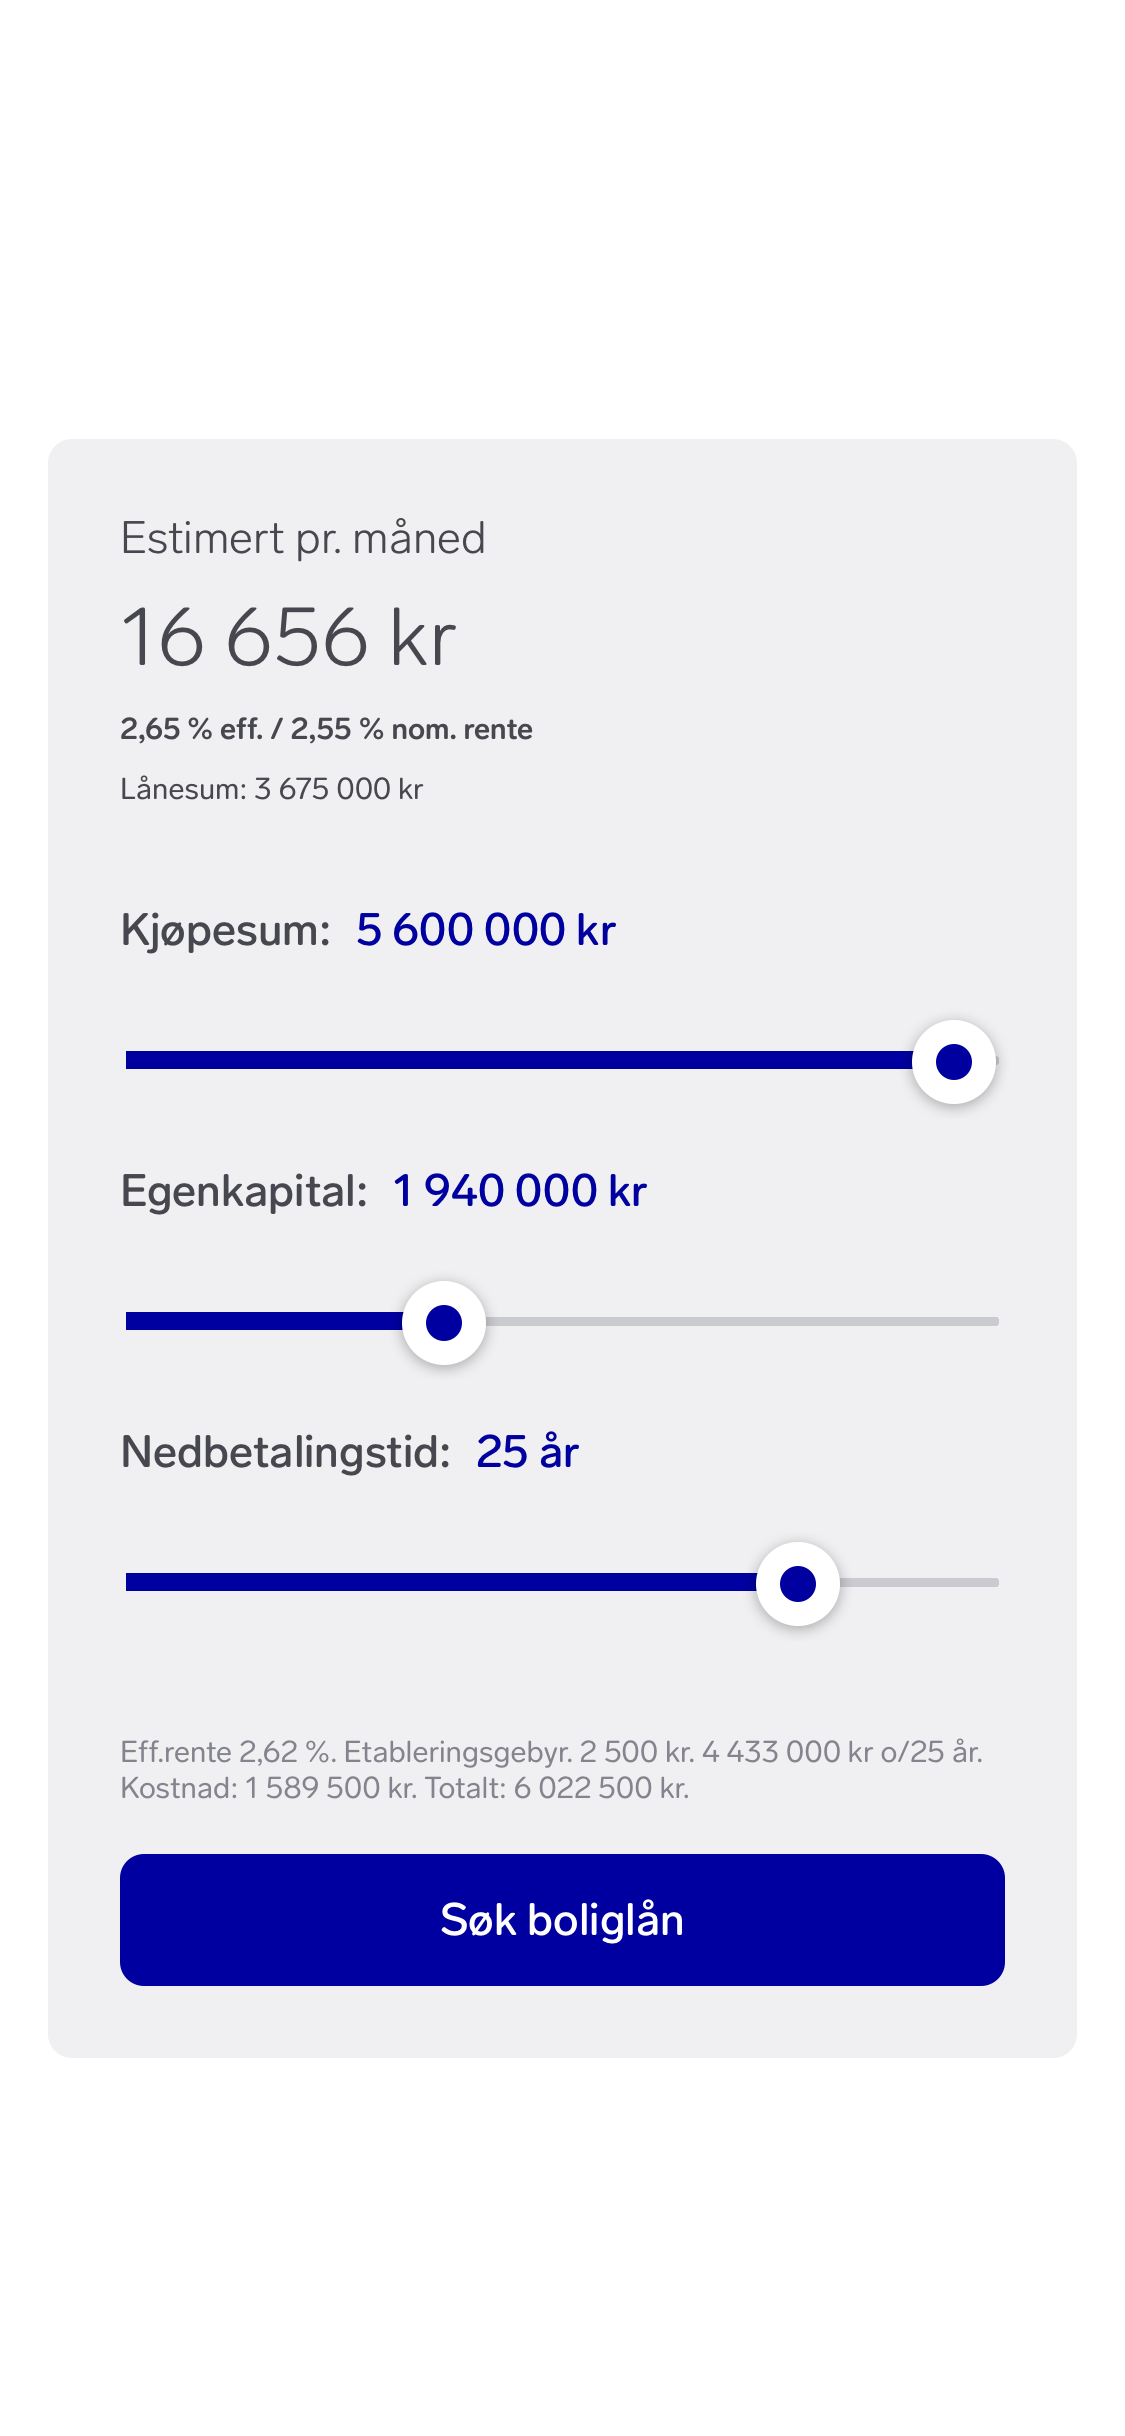 Estimert pr. måned
16 656 kr
2,65 % eff. / 2,55 % nom. rente
Lånesum: 3 675 000 kr
Kjøpesum: 5 600 000 kr
Egenkapital: 1 940 000 kr
Nedbetalingstid: 25 år
Eff.rente 2,62 %. Etableringsgebyr. 2 500 kr. 4 433 000 kr o/25 år.
Kostnad: 1 589 500 kr. Totalt: 6 022 500 kr.
Søk boliglån